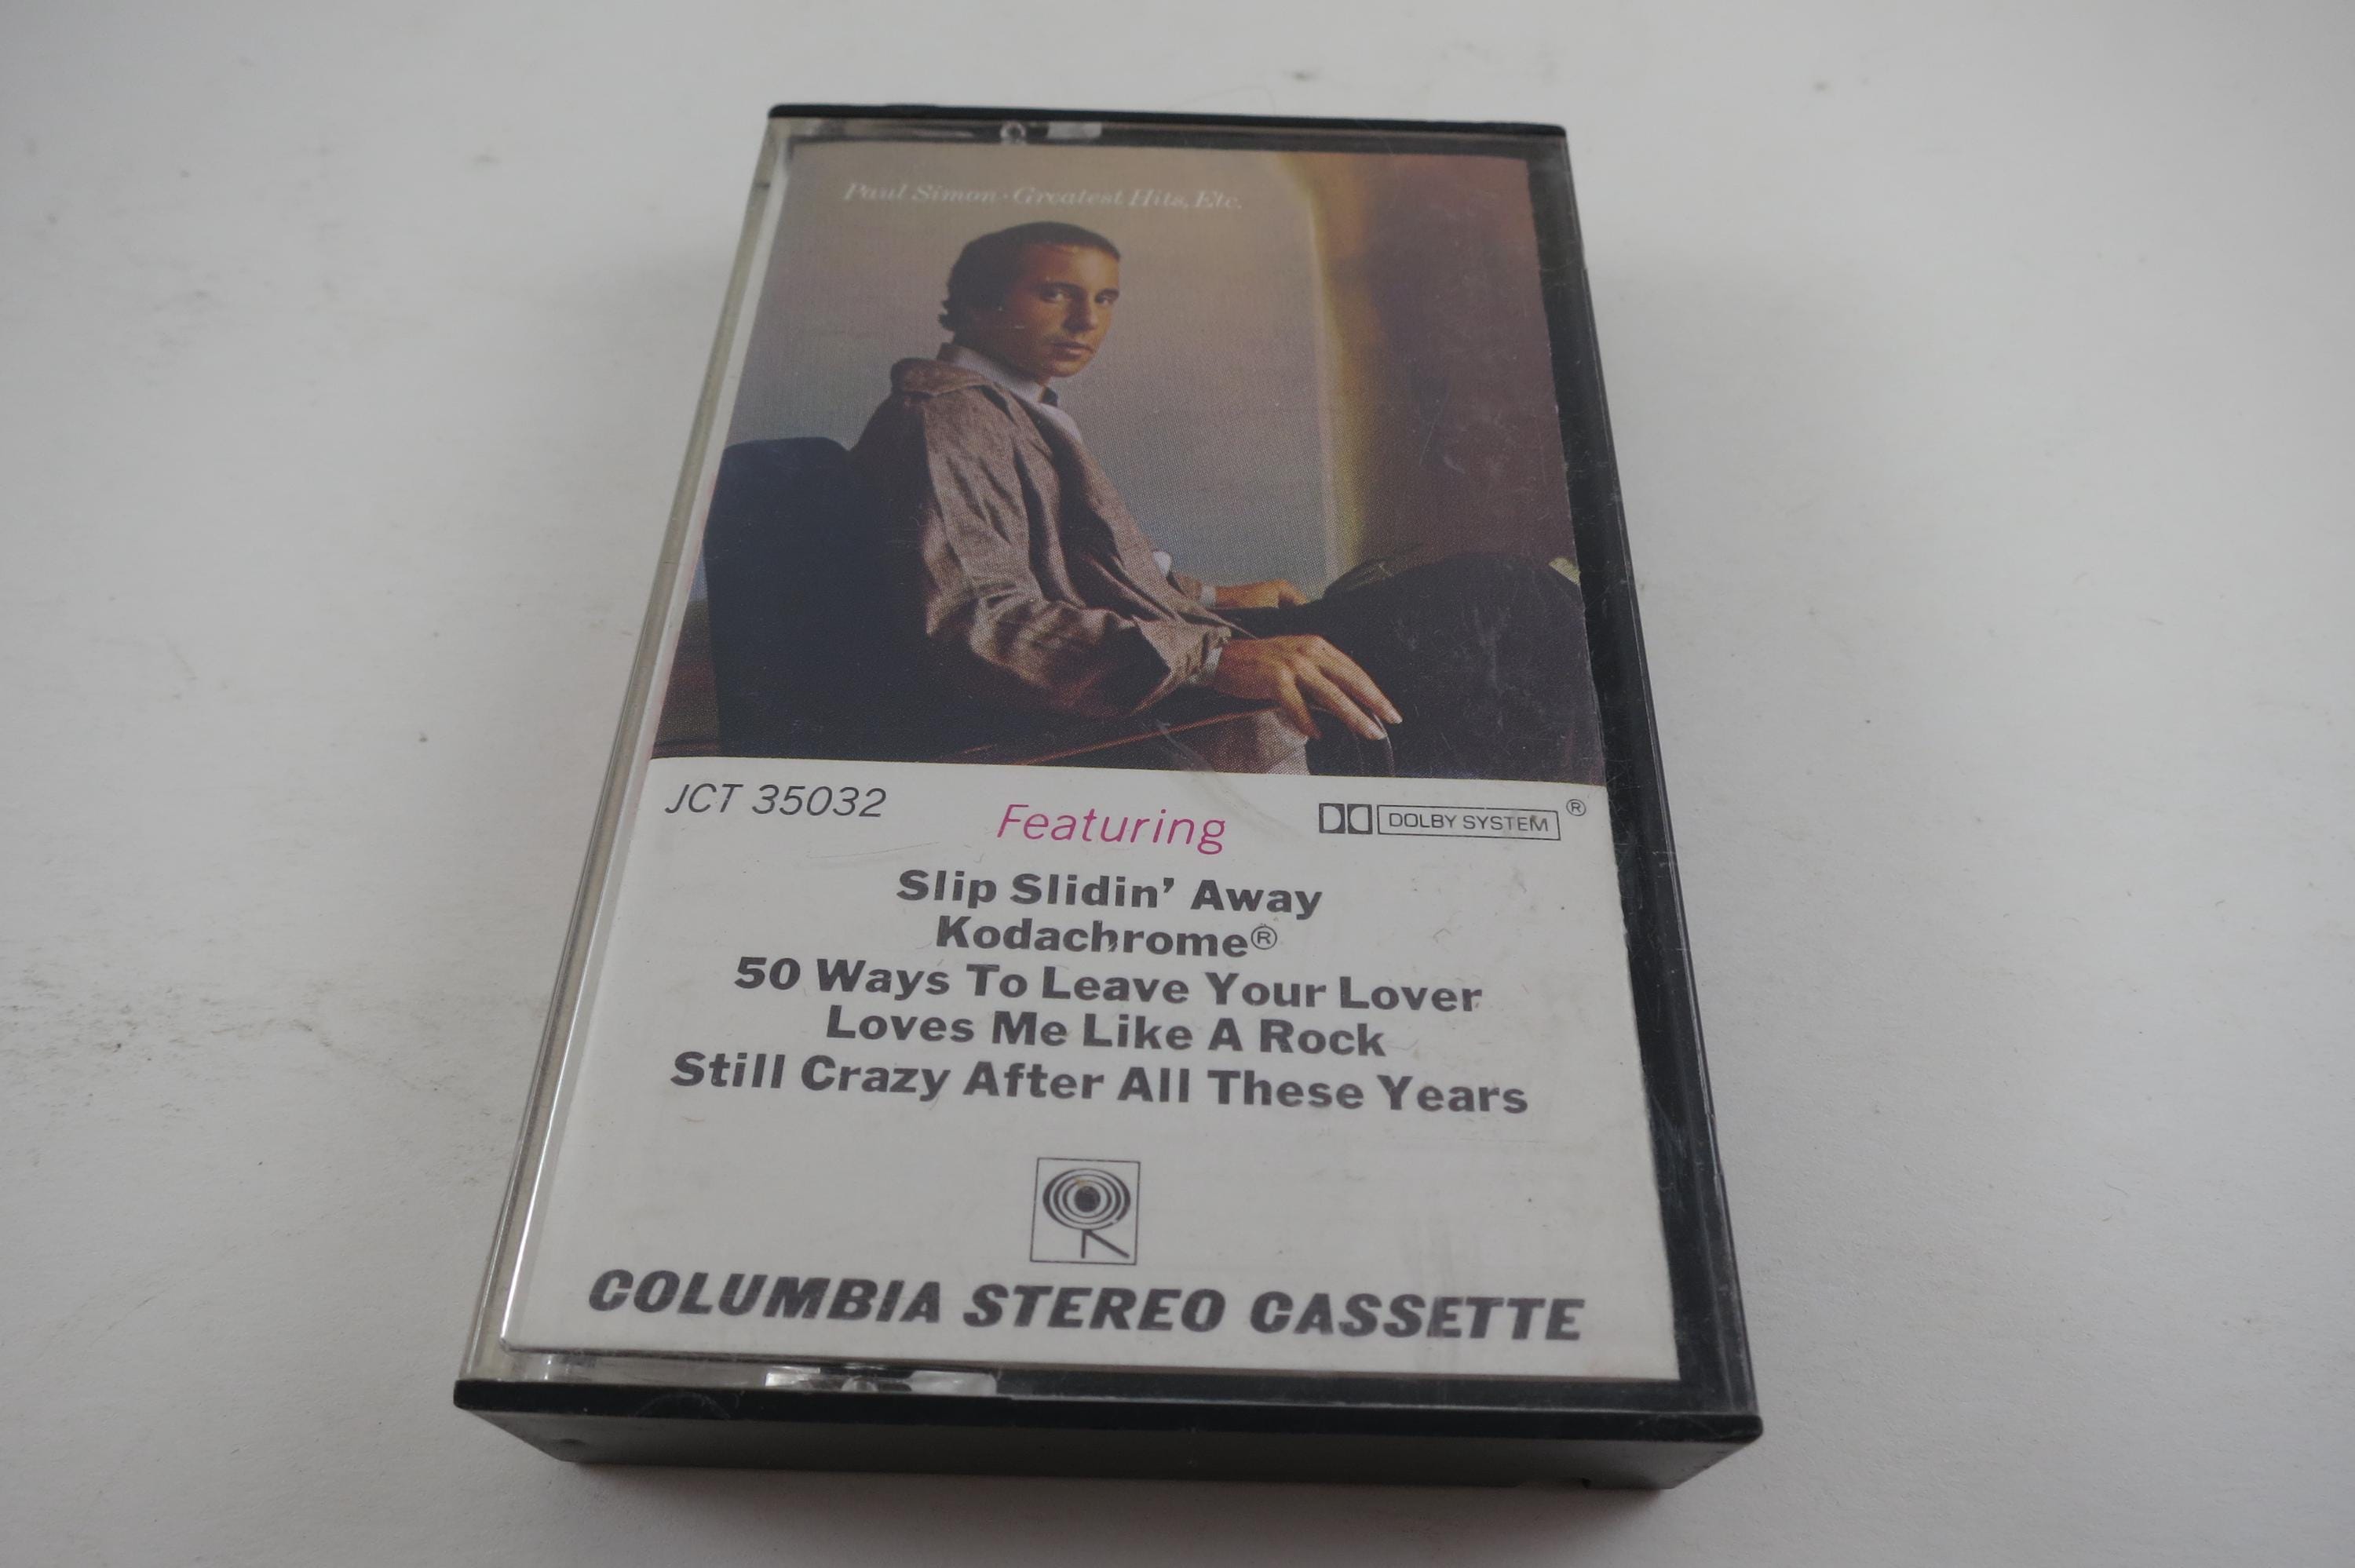 Paul Simon · Greatest Hits, Etc.
JCT 35032
Featuring
DOLBY SYSTEM ®
Slip Slidin’ Away
Kodachrome®
50 Ways To Leave Your Lover
Loves Me Like A Rock
Still Crazy After All These Years
COLUMBIA STEREO CASSETTE